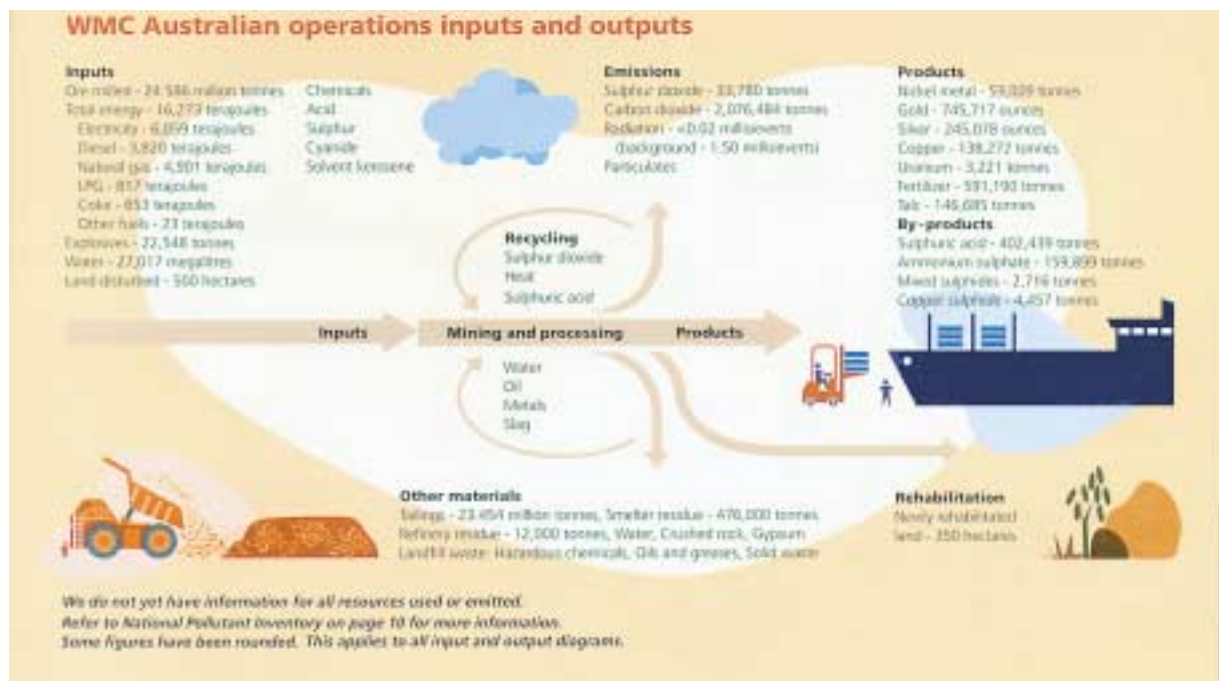 WMC Australian operations inputs and outputs
Inputs
Ore milled - 24.586 million tonnes
Total energy - 16,273 terajoules
Electricity - 6,059 terajoules
Diesel - 3,820 terajoules
Natural gas - 4,901 terajoules
LPG - 817 terajoules
Coke - 653 terajoules
Other fuels - 23 terajoules
Explosives - 22,548 tonnes
Water - 27,017 megalitres
Land disturbed - 560 hectares
Chemicals
Acid
Sulphur
Cyanide
Solvent kerosene
Emissions
Sulphur dioxide - 33,780 tonnes
Carbon dioxide - 2,076,484 tonnes
Radiation - <0.02 millisieverts
(background - 1.50 millisieverts)
Particulates
Products
Nickel metal - 59,009 tonnes
Gold - 745,717 ounces
Silver - 245,078 ounces
Copper - 138,272 tonnes
Uranium - 3,221 tonnes
Fertilizer - 591,190 tonnes
Talc - 146,685 tonnes
By-products
Sulphuric acid - 402,439 tonnes
Ammonium sulphate - 159,899 tonnes
Mixed sulphides - 2,716 tonnes
Copper sulphide - 4,457 tonnes
Recycling
Sulphur dioxide
Heat
Sulphuric acid
Inputs
Mining and processing
Products
Water
Oil
Metals
Slag
Other materials
Tailings - 23.454 million tonnes, Smelter residue - 476,000 tonnes
Refinery residue - 12,000 tonnes, Water, Crushed rock, Gypsum
Landfill waste: Hazardous chemicals, Oils and greases, Solid waste
Rehabilitation
Newly rehabilitated
land - 350 hectares
We do not yet have information for all resources used or emitted.
Refer to National Pollutant Inventory on page 10 for more information.
Some figures have been rounded. This applies to all input and output diagrams.